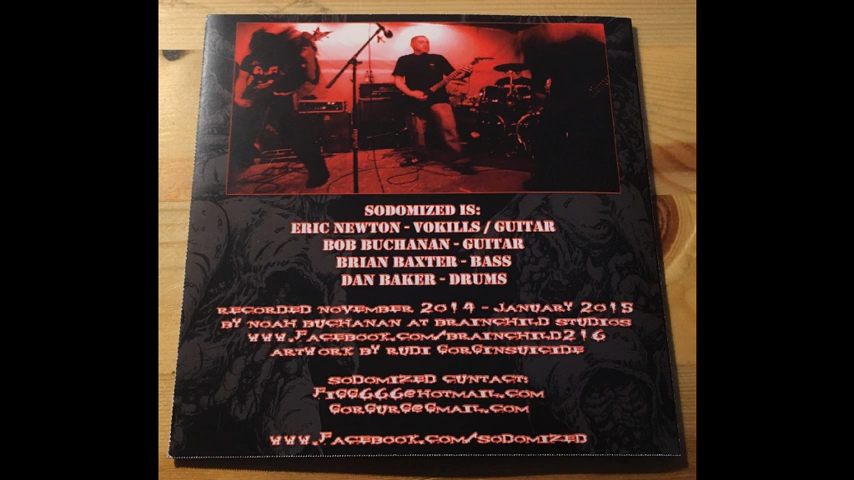 SODOMIZED IS:
ERIC NEWTON - VOKILLS / GUITAR
BOB BUCHANAN - GUITAR
BRIAN BAXTER - BASS
DAN BAKER - DRUMS
RECORDED NOVEMBER 2014 - JANUARY 2015
BY NOAH BUCHANAN AT BRAINCHILD STUDIOS
WWW.FACEBOOK.COM/BRAINCHILD216
ARTWORK BY RUDI GORGINSUICIDE
SODOMIZED CUNTACT:
FIGG666@HOTMAIL.COM
GORGURG@GMAIL.COM
WWW.FACEBOOK.COM/SODOMIZED